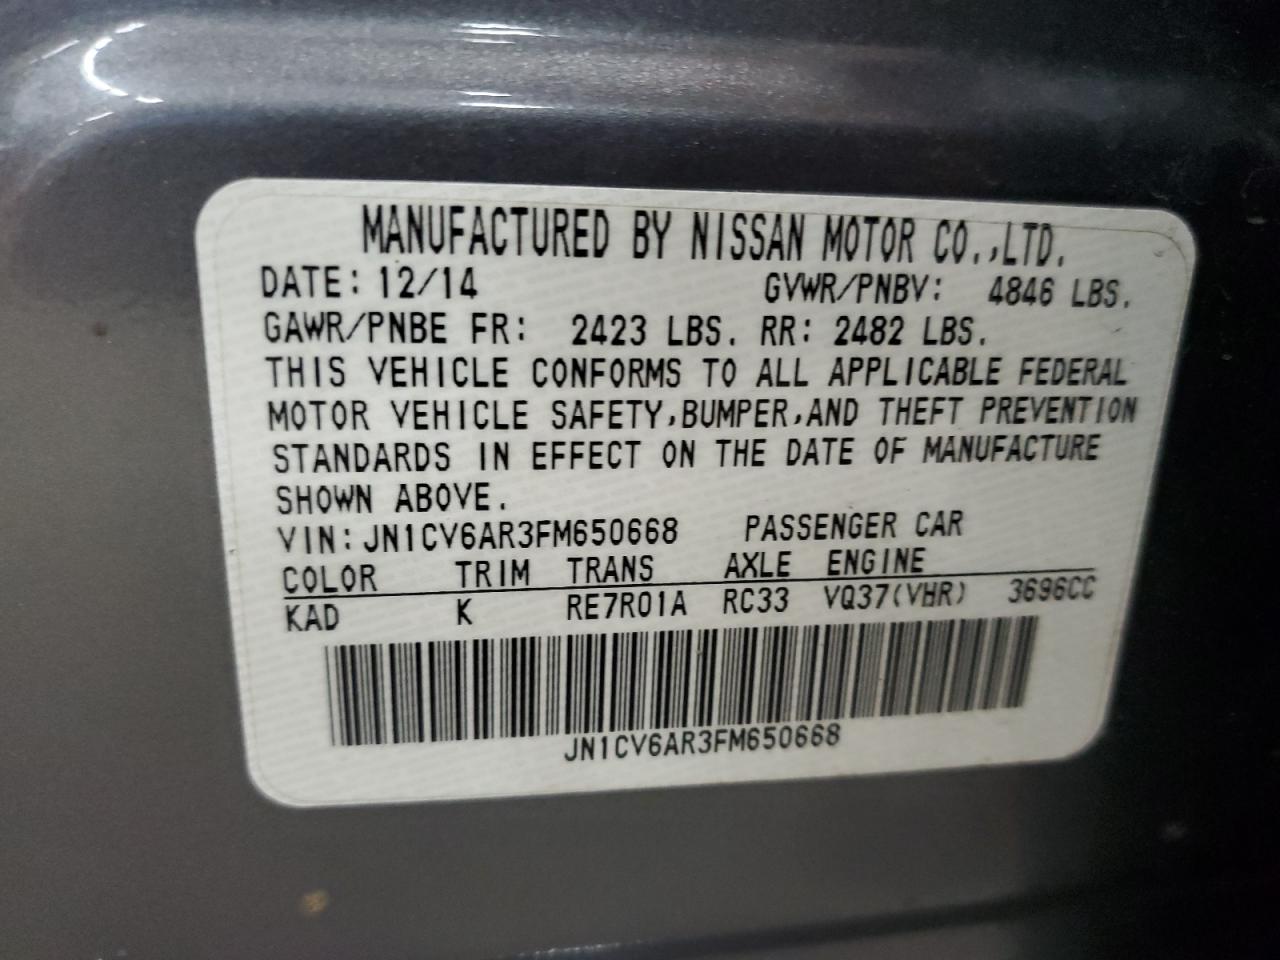 MANUFACTURED BY NISSAN MOTOR CO.,LTD.
DATE: 12/14 GVWR/PNBV: 4846 LBS.
GAWR/PNBE FR: 2423 LBS. RR: 2482 LBS.
THIS VEHICLE CONFORMS TO ALL APPLICABLE FEDERAL
MOTOR VEHICLE SAFETY,BUMPER,AND THEFT PREVENTION
STANDARDS IN EFFECT ON THE DATE OF MANUFACTURE
SHOWN ABOVE.
VIN:JN1CV6AR3FM650668 PASSENGER CAR
COLOR TRIM TRANS AXLE ENGINE
KAD K RE7R01A RC33 VQ37(VHR) 3696CC
JN1CV6AR3FM650668